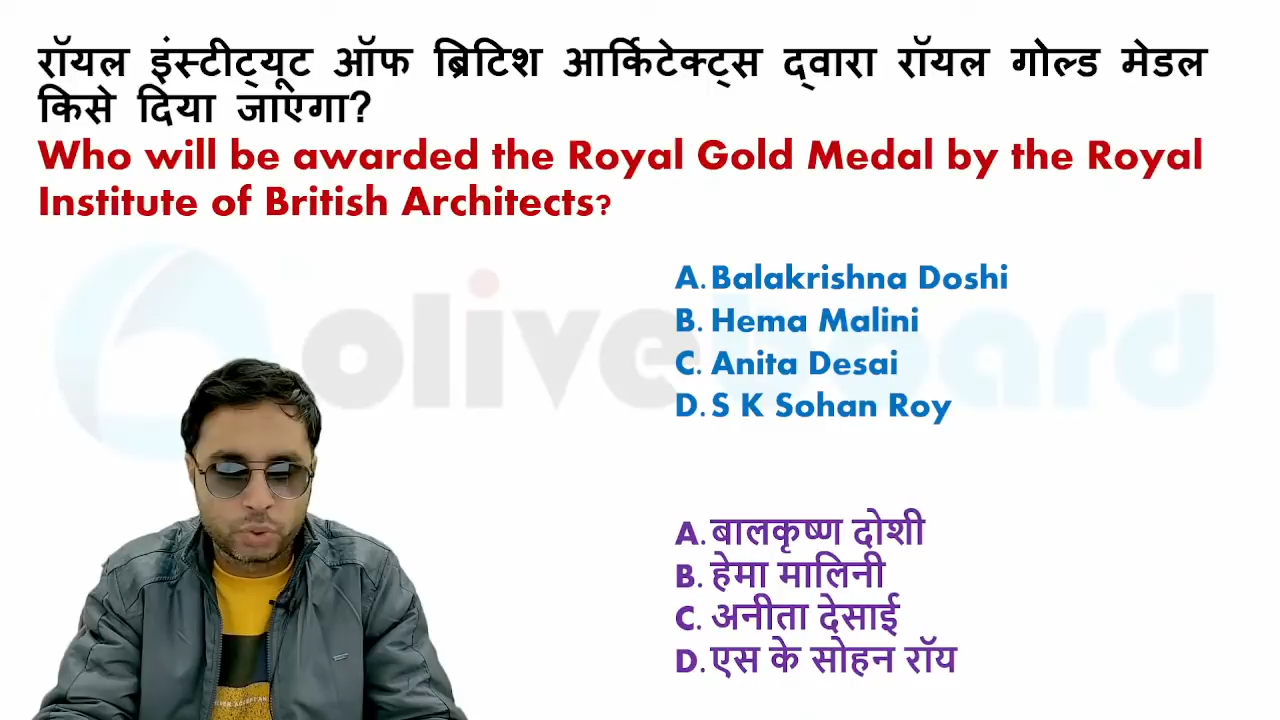 रॉयल इंस्टीट्यूट ऑफ ब्रिटिश आर्किटेक्ट्स द्वारा रॉयल गोल्ड मेडल
किसे दिया जाएगा?
Who will be awarded the Royal Gold Medal by the Royal
Institute of British Architects?
oliveboard
A. Balakrishna Doshi
B. Hema Malini
C. Anita Desai
D. S K Sohan Roy
A. बालकृष्ण दोशी
B. हेमा मालिनी
C. अनीता देसाई
D. एस के सोहन रॉय